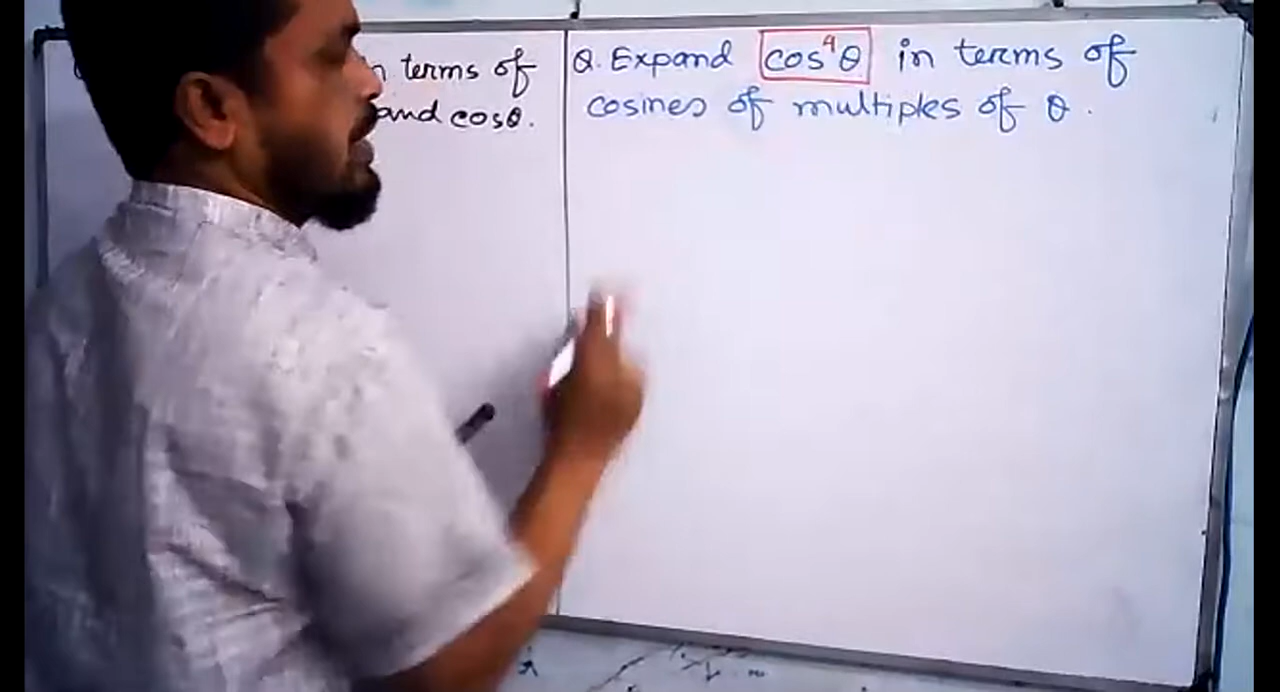 terms of
and cosθ.
Q. Expand cos⁴θ in terms of
cosines of multiples of θ.